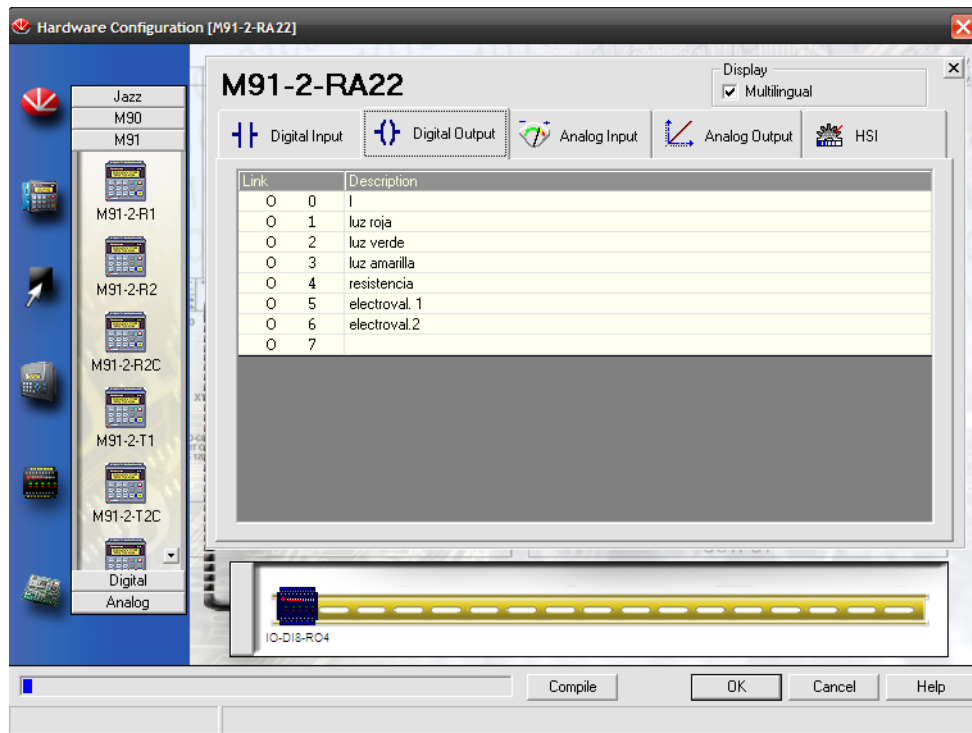 Hardware Configuration [M91-2-RA22]
M91-2-RA22
Display
Multilingual
Jazz
M90
M91
M91-2-R1
M91-2-R2
M91-2-R2C
M91-2-T1
M91-2-T2C
Digital
Analog
Digital Input
Digital Output
Analog Input
Analog Output
HSI
Link Description
O 0 I
O 1 luz roja
O 2 luz verde
O 3 luz amarilla
O 4 resistencia
O 5 electroval. 1
O 6 electroval.2
O 7
IO-DI8-RO4
Compile
OK
Cancel
Help